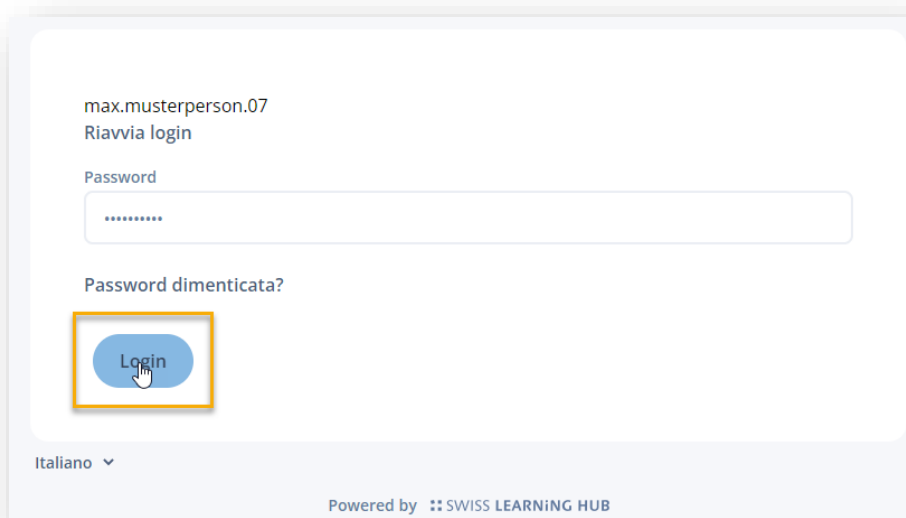 max.musterperson.07
Riavvia login
Password
••••••••••
Password dimenticata?
Login
Italiano
Powered by SWISS LEARNiNG HUB